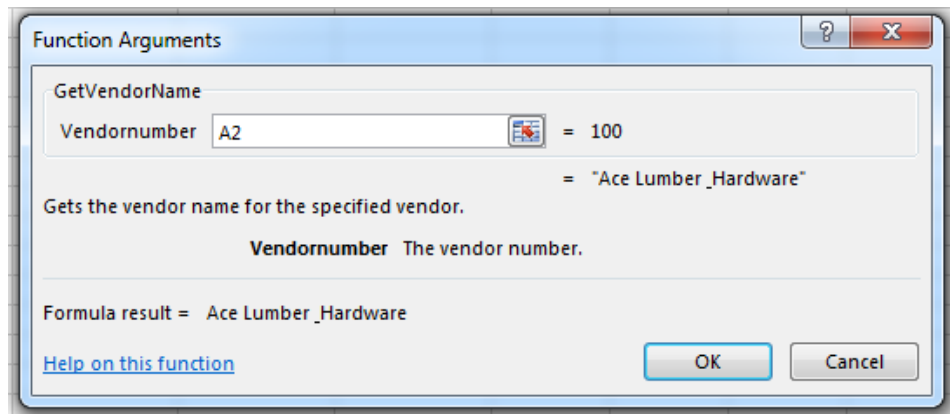 Function Arguments
GetVendorName
Vendornumber A2 = 100
= "Ace Lumber _Hardware"
Gets the vendor name for the specified vendor.
Vendornumber The vendor number.
Formula result = Ace Lumber _Hardware
Help on this function OK Cancel